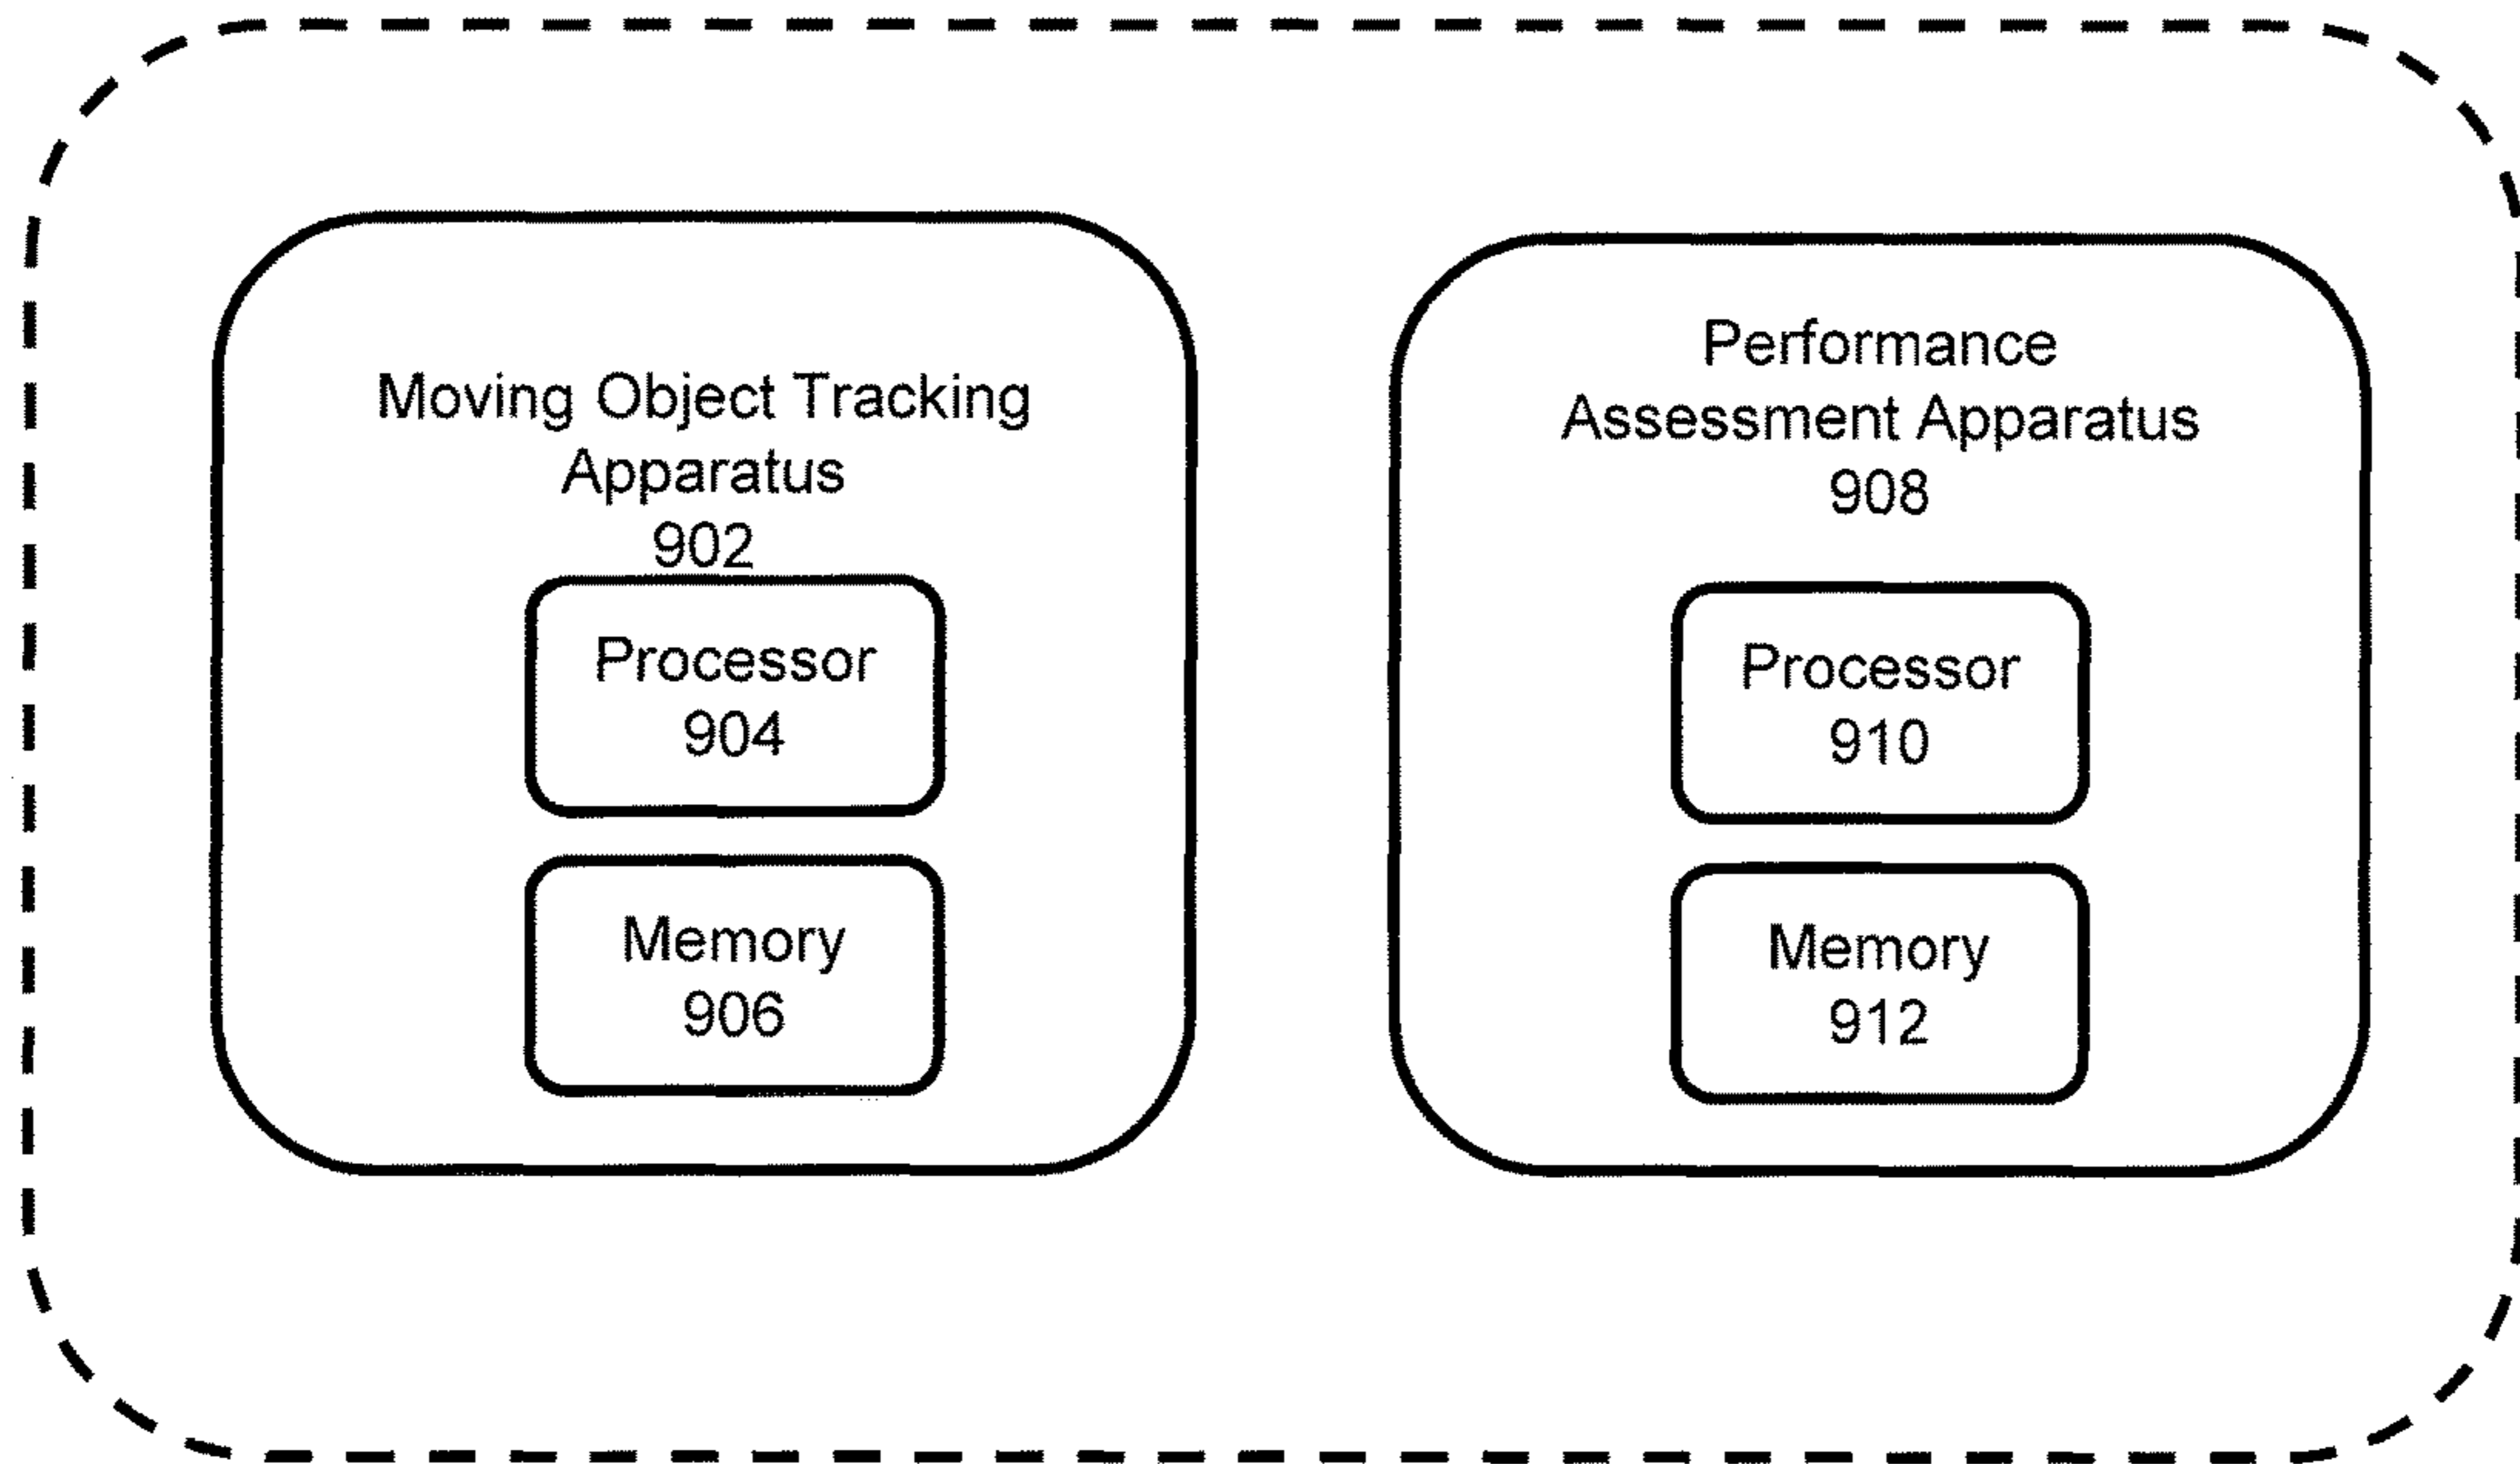 Moving Object Tracking
Apparatus
902
Processor
904
Memory
906
Performance
Assessment Apparatus
908
Processor
910
Memory
912